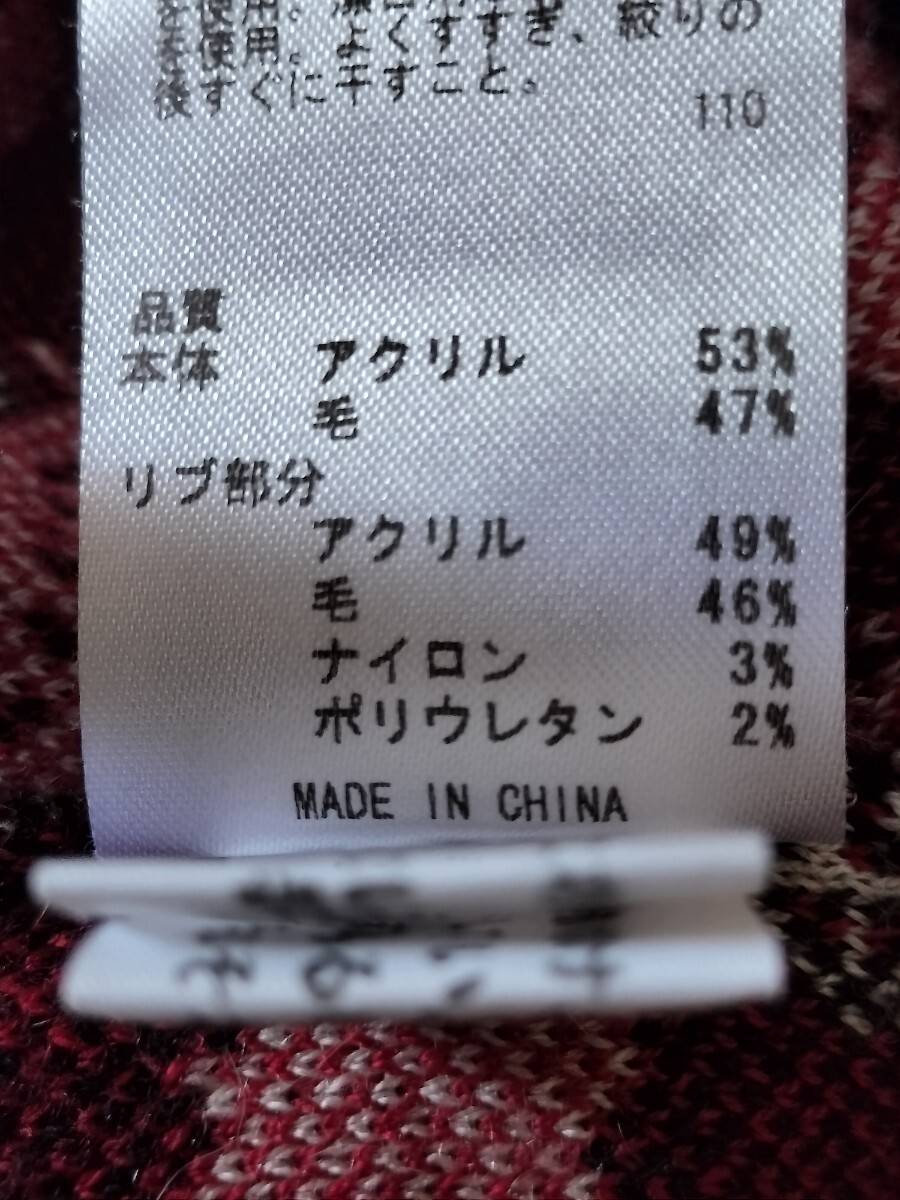 使用。よくすすぎ、絞りの
後すぐに干すこと。
110
品質
本体 アクリル 53%
毛 47%
リブ部分
アクリル 49%
毛 46%
ナイロン 3%
ポリウレタン 2%
MADE IN CHINA